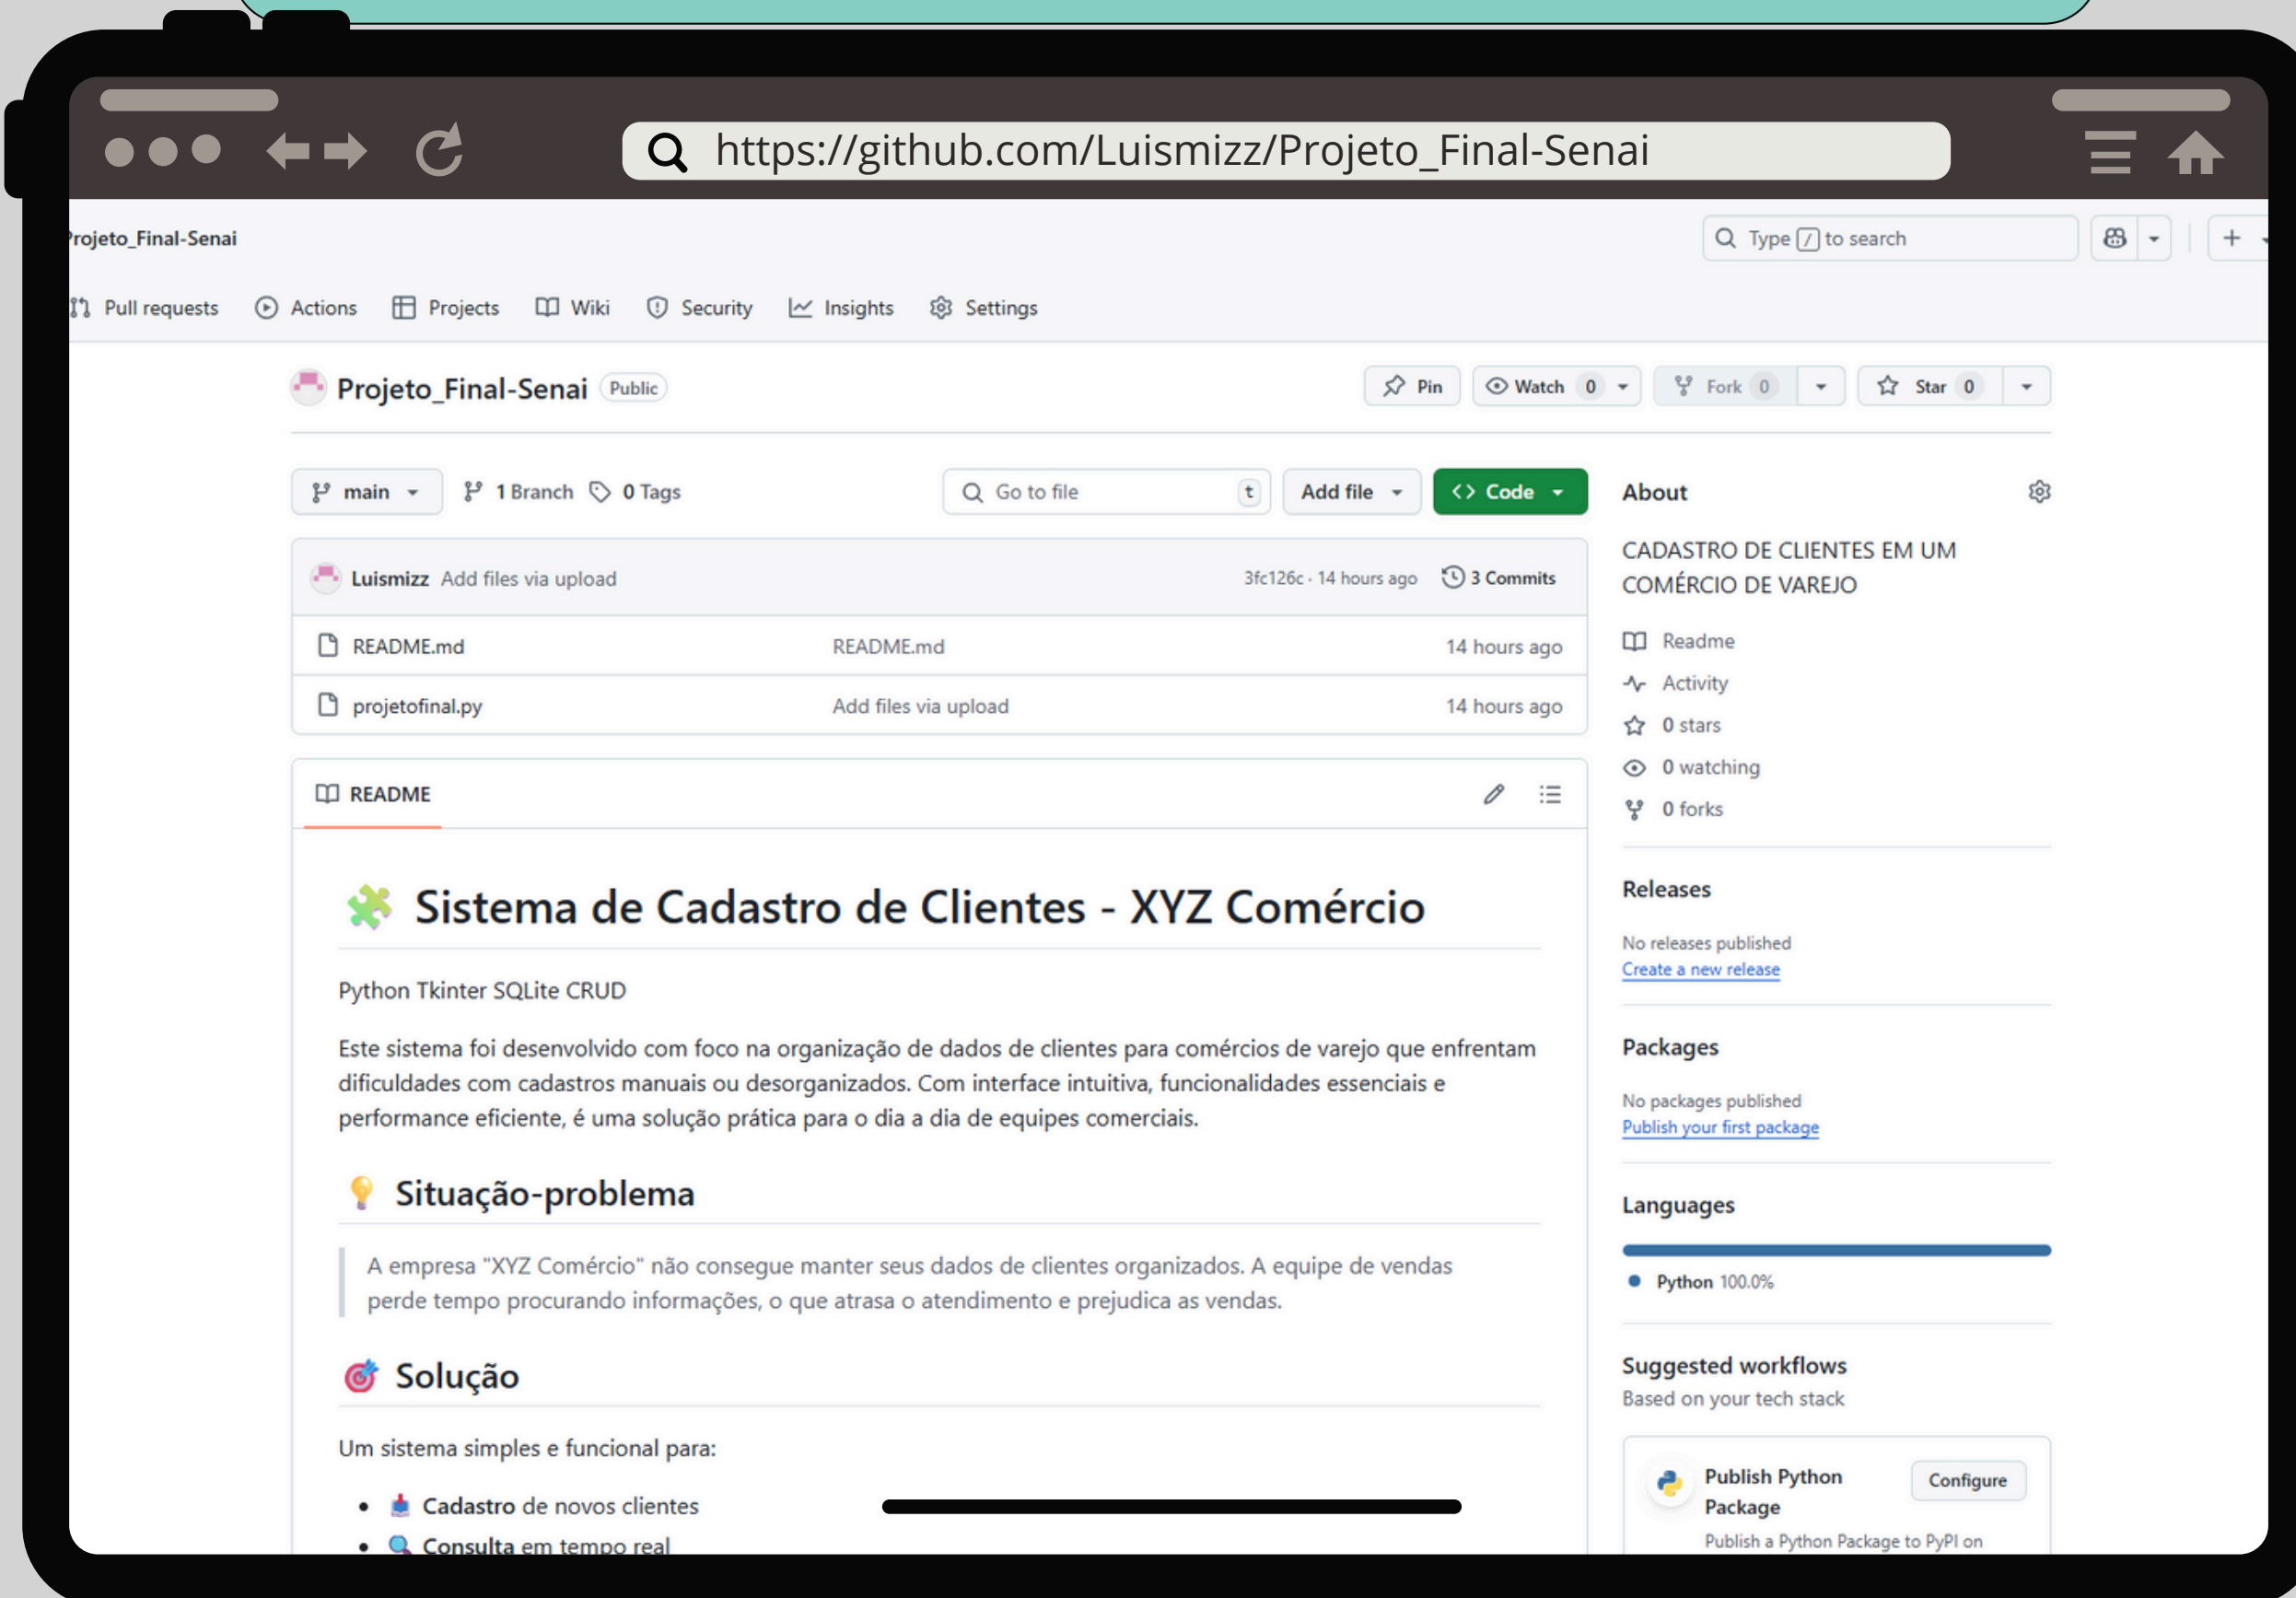 https://github.com/Luismizz/Projeto_Final-Senai
Projeto_Final-Senai
Type / to search
Pull requests Actions Projects Wiki Security Insights Settings
Projeto_Final-Senai Public
Pin Watch 0 Fork 0 Star 0
main 1 Branch 0 Tags
Go to file t Add file <> Code
Luismizz Add files via upload 3fc126c · 14 hours ago 3 Commits
README.md README.md 14 hours ago
projetofinal.py Add files via upload 14 hours ago
README
Sistema de Cadastro de Clientes - XYZ Comércio
Python Tkinter SQLite CRUD
Este sistema foi desenvolvido com foco na organização de dados de clientes para comércios de varejo que enfrentam
dificuldades com cadastros manuais ou desorganizados. Com interface intuitiva, funcionalidades essenciais e
performance eficiente, é uma solução prática para o dia a dia de equipes comerciais.
Situação-problema
A empresa "XYZ Comércio" não consegue manter seus dados de clientes organizados. A equipe de vendas
perde tempo procurando informações, o que atrasa o atendimento e prejudica as vendas.
Solução
Um sistema simples e funcional para:
• Cadastro de novos clientes
• Consulta em tempo real
About
CADASTRO DE CLIENTES EM UM
COMÉRCIO DE VAREJO
Readme
Activity
0 stars
0 watching
0 forks
Releases
No releases published
Create a new release
Packages
No packages published
Publish your first package
Languages
Python 100.0%
Suggested workflows
Based on your tech stack
Publish Python
Package
Configure
Publish a Python Package to PyPI on